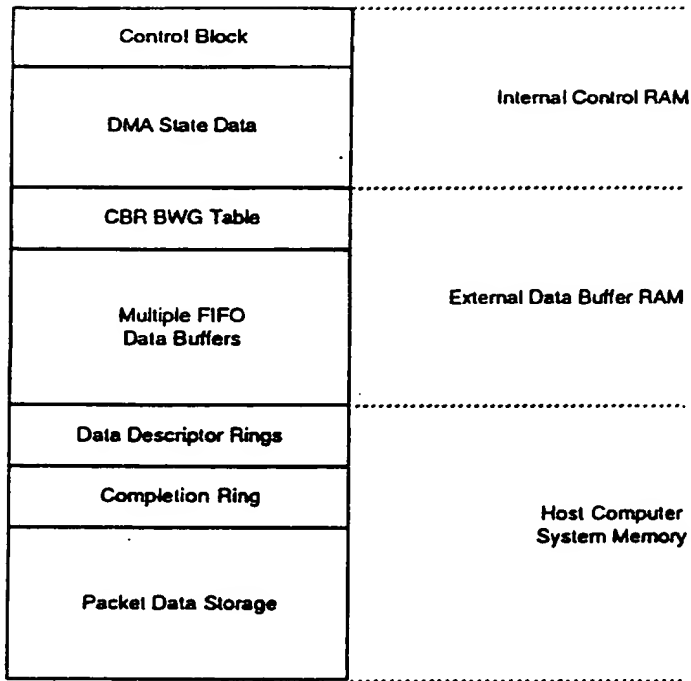 Control Block
Internal Control RAM
DMA State Data
CBR BWG Table
External Data Buffer RAM
Multiple FIFO
Data Buffers
Data Descriptor Rings
Completion Ring
Host Computer
System Memory
Packet Data Storage